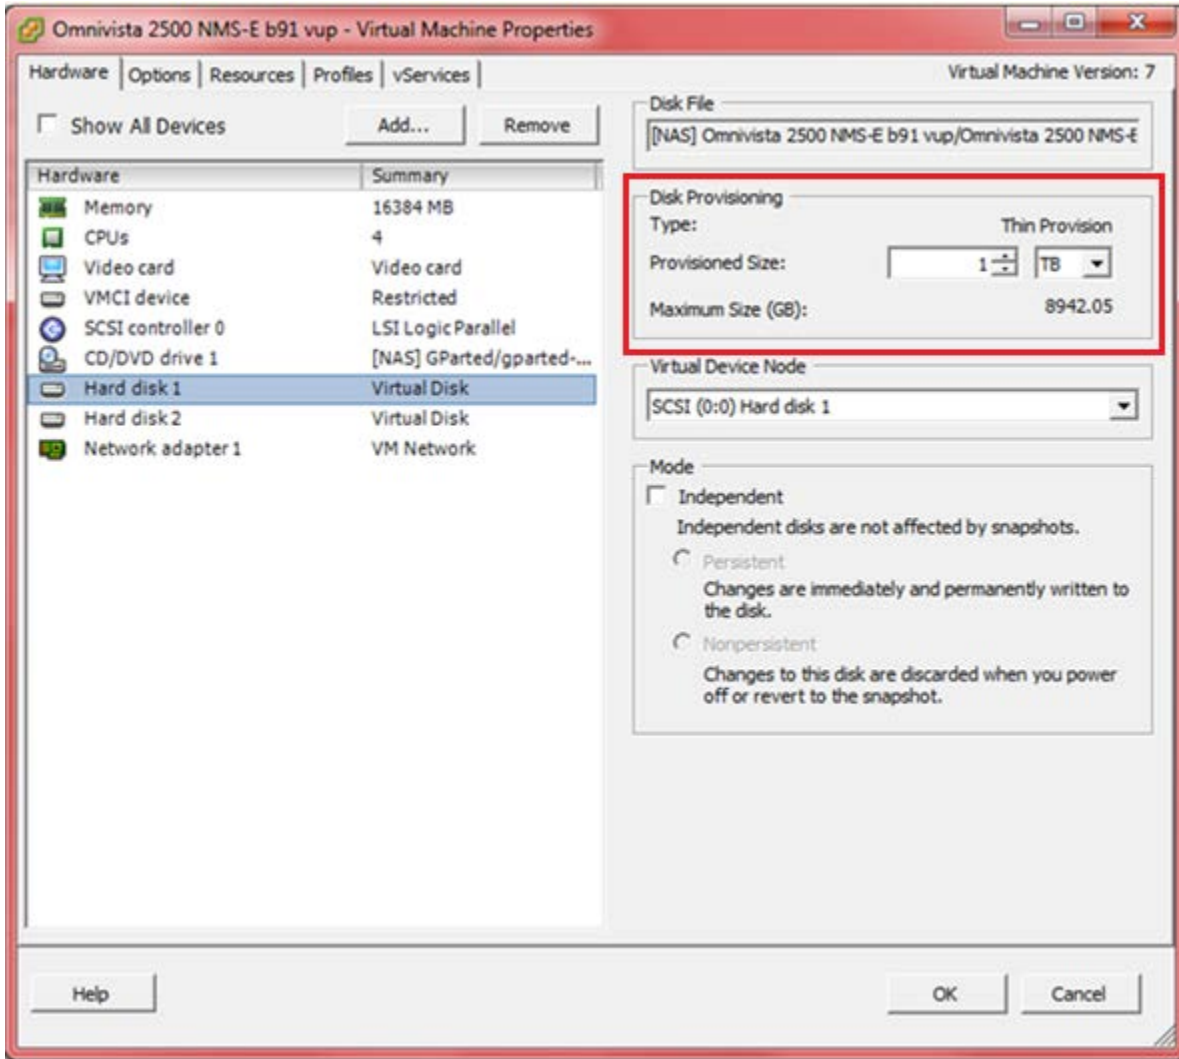 Omnivista 2500 NMS-E b91 vup - Virtual Machine Properties
Hardware Options Resources Profiles vServices
Virtual Machine Version: 7
Show All Devices
Add...
Remove
Hardware Summary
Memory 16384 MB
CPUs 4
Video card Video card
VMCI device Restricted
SCSI controller 0 LSI Logic Parallel
CD/DVD drive 1 [NAS] GParted/gparted-...
Hard disk 1 Virtual Disk
Hard disk 2 Virtual Disk
Network adapter 1 VM Network
Disk File
[NAS] Omnivista 2500 NMS-E b91 vup/Omnivista 2500 NMS-E
Disk Provisioning
Type: Thin Provision
Provisioned Size: 1 TB
Maximum Size (GB): 8942.05
Virtual Device Node
SCSI (0:0) Hard disk 1
Mode
Independent
Independent disks are not affected by snapshots.
Persistent
Changes are immediately and permanently written to
the disk.
Nonpersistent
Changes to this disk are discarded when you power
off or revert to the snapshot.
Help
OK
Cancel